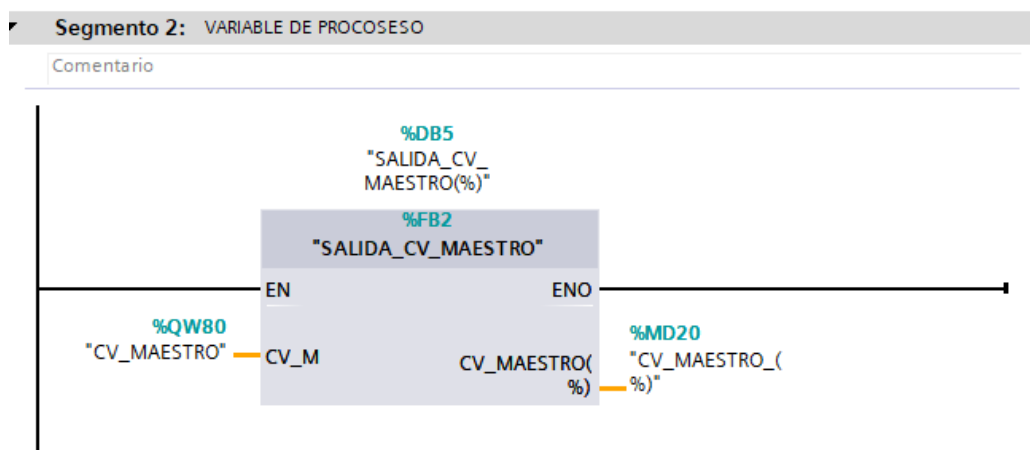 Segmento 2: VARIABLE DE PROCOSESO
Comentario
%DB5
"SALIDA_CV_
MAESTRO(%)"
%FB2
"SALIDA_CV_MAESTRO"
EN ENO
%QW80
"CV_MAESTRO" CV_M
CV_MAESTRO(
%)
%MD20
"CV_MAESTRO_(
%)"